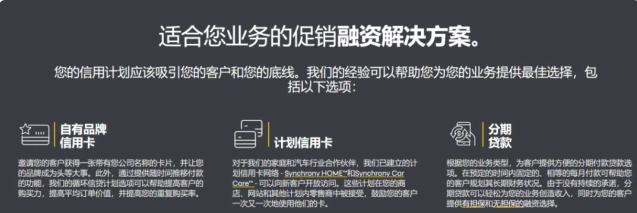 适合您业务的促销融资解决方案。
您的信用计划应该吸引您的客户和您的底线。我们的经验可以帮助您为您的业务提供最佳选择，包
括以下选项：
自有品牌
信用卡
邀请您的客户获得一张带有您公司名称的卡片，并让您
的品牌成为头等大事。此外，通过提供随时间推移付款
的功能，我们的循环信贷计划选项可以帮助提高客户的
购买力，提高平均订单价值，并提高您的重复购买率。
计划信用卡
对于我们的家庭和汽车行业合作伙伴，我们已建立的计
划信用卡网络 - Synchrony HOME™和Synchrony Car
Care™ - 可以向新客户开放访问。这些计划在您的商
店、网站和其他计划内零售商中被接受，鼓励您的客户
一次又一次地使用他们的卡。
分期
贷款
根据您的业务类型，为客户提供方便的分期付款贷款选
项。在预定的时间内固定的、相等的每月付款可帮助您
的客户规划其长期财务状况。由于没有持续的承诺，分
期贷款可以轻松为您的业务创造收入，同时为您的客户
提供有担保和无担保的融资选择。